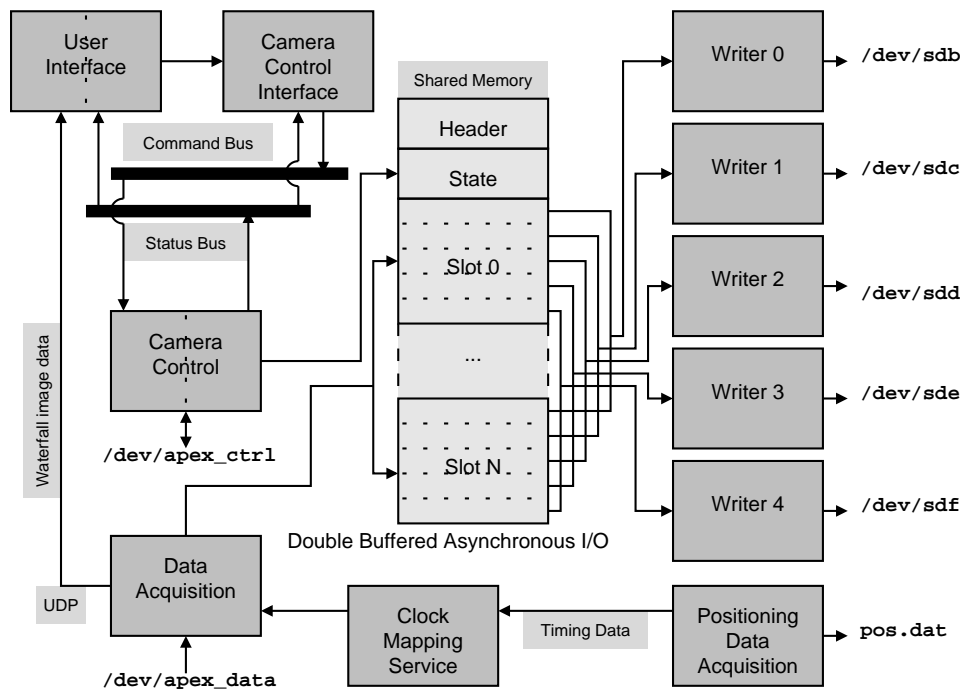 User
Interface
Camera
Control
Interface
Shared Memory
Header
State
Slot 0
...
Slot N
Writer 0
/dev/sdb
Writer 1
/dev/sdc
Writer 2
/dev/sdd
Writer 3
/dev/sde
Writer 4
/dev/sdf
Command Bus
Status Bus
Camera
Control
/dev/apex_ctrl
Waterfall image data
Double Buffered Asynchronous I/O
UDP
Data
Acquisition
/dev/apex_data
Clock
Mapping
Service
Timing Data
Positioning
Data
Acquisition
pos.dat